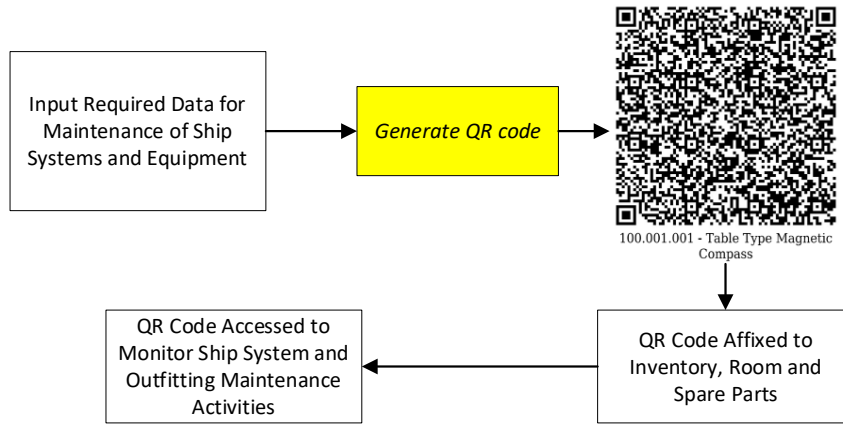 Input Required Data for
Maintenance of Ship
Systems and Equipment
Generate QR code
100.001.001 - Table Type Magnetic
Compass
QR Code Accessed to
Monitor Ship System and
Outfitting Maintenance
Activities
QR Code Affixed to
Inventory, Room and
Spare Parts